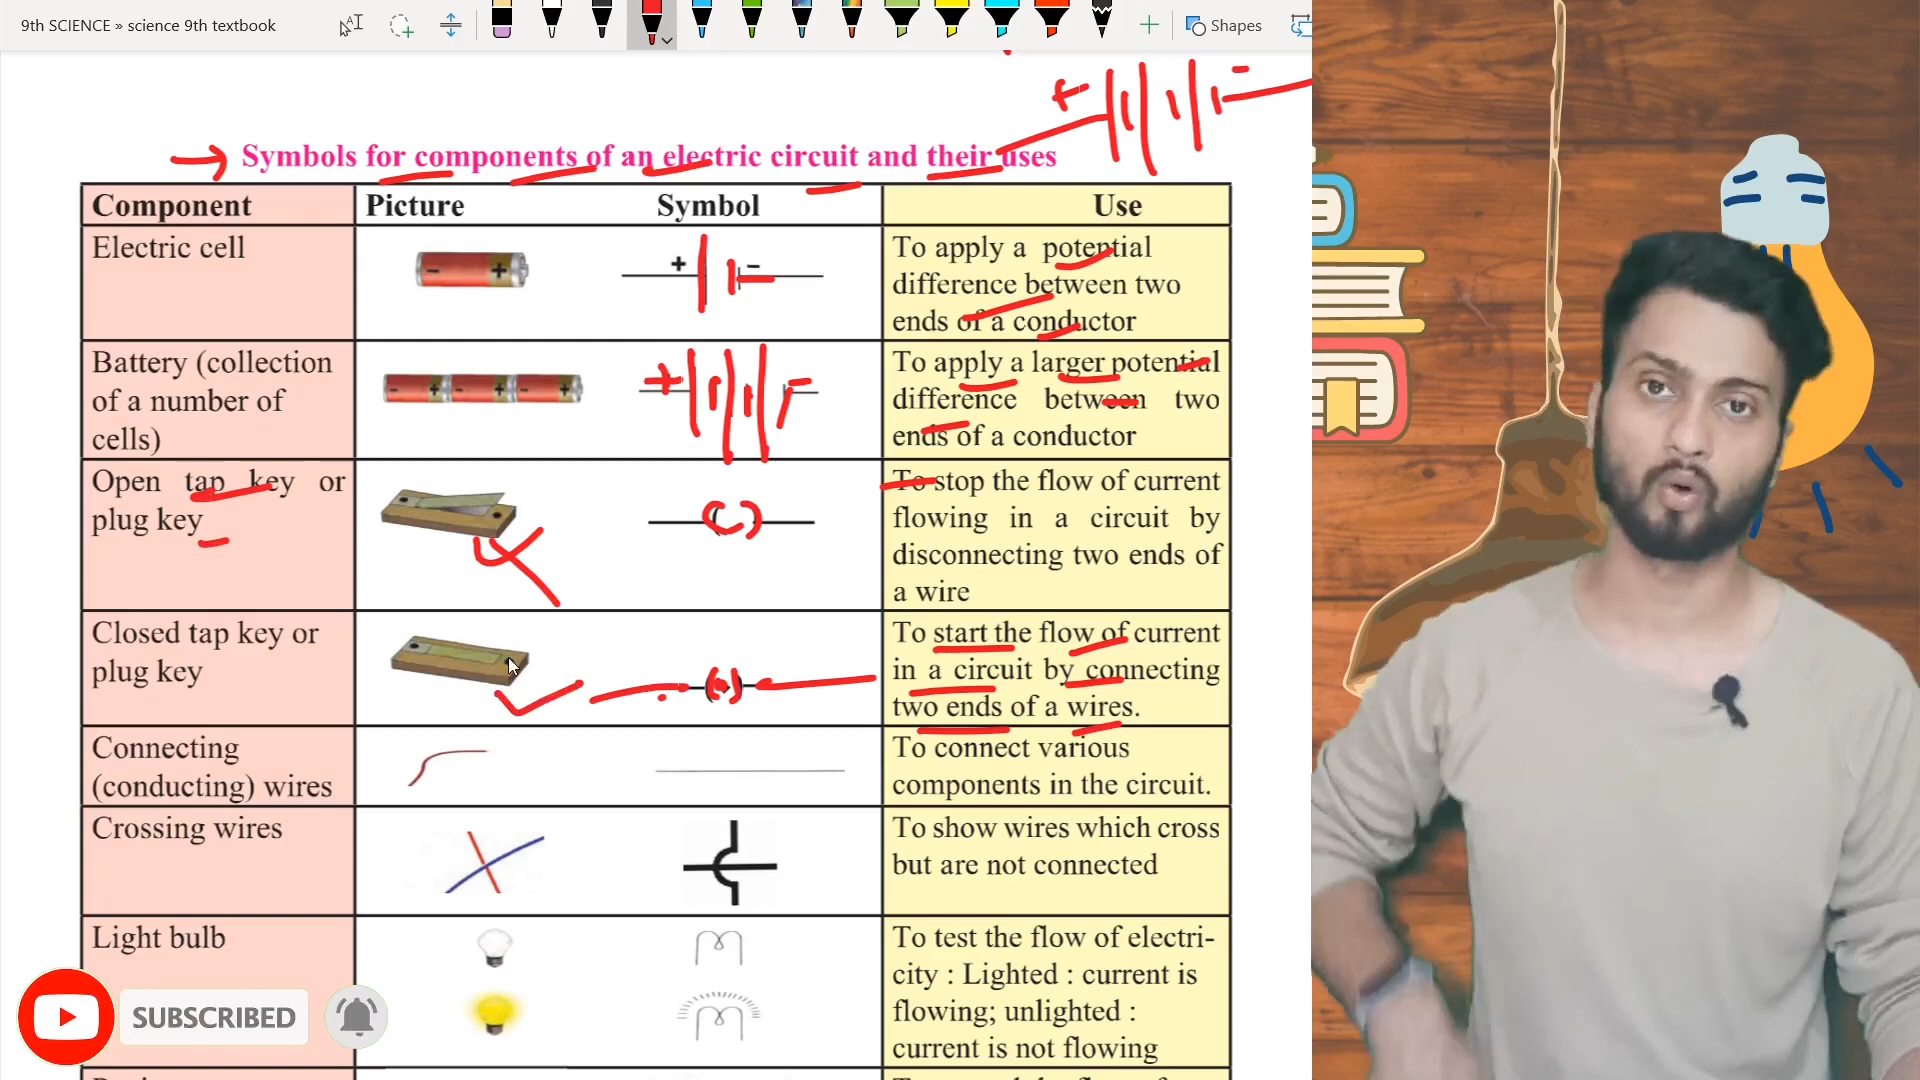 9th SCIENCE » science 9th textbook
Shapes
Symbols for components of an electric circuit and their uses
Component Picture Symbol Use
Electric cell
To apply a potential
difference between two
ends of a conductor
Battery (collection
of a number of
cells)
To apply a larger potential
difference between two
ends of a conductor
Open tap key or
plug key
To stop the flow of current
flowing in a circuit by
disconnecting two ends of
a wire
Closed tap key or
plug key
To start the flow of current
in a circuit by connecting
two ends of a wires.
Connecting
(conducting) wires
To connect various
components in the circuit.
Crossing wires
To show wires which cross
but are not connected
Light bulb
To test the flow of electri-
city : Lighted : current is
flowing; unlighted :
current is not flowing
SUBSCRIBED